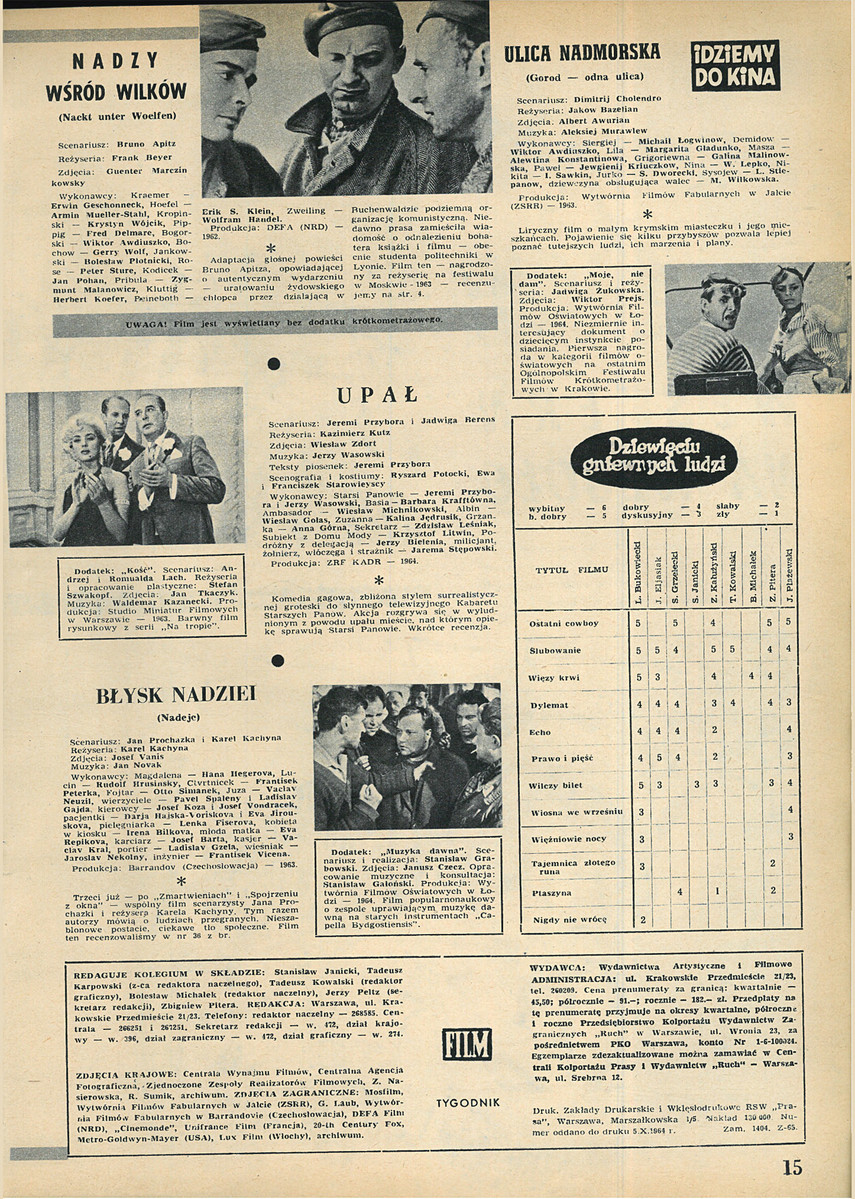 NADZY
WŚRÓD WILKÓW
(Nackt unter Woelfen)
Scenariusz: Bruno Apitz
Reżyseria: Frank Beyer
Zdjęcia: Guenter Marczin
kowsky
Wykonawcy: Kraemer —
Erwin Geschonneck, Hoefel —
Armin Mueller-Stahl, Kropin-
ski — Krystyn Wójcik, Pip-
pig — Fred Delmare, Bogor-
ski — Wiktor Awdiuszko, Bo-
chow — Gerry Wolf, Jankow-
ski — Bolesław Płotnicki, Ro-
se — Peter Sture, Kodicek —
Jan Pohan, Pribula — Zyg-
munt Malanowicz, Kluttig —
Herbert Koefer, Reineboth —
Erik S. Klein, Zweiling —
Wolfram Handel.
Produkcja: DEFA (NRD) —
1962.
*
Adaptacja głośnej powieści
Bruno Apitza, opowiadającej
o autentycznym wydarzeniu
— uratowaniu żydowskiego
chłopca przez działającą w
Buchenwaldzie podziemną or-
ganizację komunistyczną. Nie-
dawno prasa zamieściła wia-
domość o odnalezieniu boha-
tera książki i filmu — obe-
cnie studenta politechniki w
Lyonie. Film ten — nagrodzo-
ny za reżyserię na festiwalu
w Moskwie - 1963 — recenzu-
jemy na str. 4.
UWAGA! Film jest wyświetlany bez dodatku krótkometrażowego.
ULICA NADMORSKA
(Gorod — odna ulica)
IDZIEMY
DO KINA
Scenariusz: Dimitrij Chołendro
Reżyseria: Jakow Bazelian
Zdjęcia. Albert Awurian
Muzyka: Aleksiej Murawlew
Wykonawcy: Siergiej — Michaił Łogwinow, Demidow —
Wiktor Awdiuszko, Lila — Margarita Gładunko, Masza —
Alewtina Konstantinowa, Grigoriewna — Galina Malinow-
ska, Paweł — Jewgienij Kriuczkow, Nina — W. Lepko, Ni-
kita — I. Sawkin, Jurko — S. Dworecki, Sysojew — L. Stie-
panow, dziewczyna obsługująca walec — M. Wilkowska.
Produkcja: Wytwórnia Filmów Fabularnych w Jałcie
(ZSRR) — 1963.
*
Liryczny film o małym krymskim miasteczku i jego mie-
szkańcach. Pojawienie się kilku przybyszów pozwala lepiej
poznać tutejszych ludzi, ich marzenia i plany.
Dodatek: „Moje, nie
dam". Scenariusz i reży-
seria: Jadwiga Żukowska.
Zdjęcia: Wiktor Prejs.
Produkcja: Wytwórnia Fil-
mów Oświatowych w Ło-
dzi — 1964. Niezmiernie in-
teresujący dokument o
dziecięcym instynkcie po-
siadania. Pierwsza nagro-
da w kategorii filmów o-
światowych na ostatnim
Ogólnopolskim Festiwalu
Filmów Krótkometrażo-
wych w Krakowie.
UPAŁ
Scenariusz: Jeremi Przybora i Jadwiga Berens
Reżyseria: Kazimierz Kutz
Zdjęcia: Wiesław Zdort
Muzyka: Jerzy Wasowski
Teksty piosenek: Jeremi Przybora
Scenografia i kostiumy: Ryszard Potocki, Ewa
i Franciszek Starowieyscy
Wykonawcy: Starsi Panowie — Jeremi Przybo-
ra i Jerzy Wasowski, Basia — Barbara Krafftówna,
Ambasador — Wiesław Michnikowski, Albin —
Wiesław Gołas, Zuzanna — Kalina Jędrusik, Grzan.
ka — Anna Górna, Sekretarz — Zdzisław Leśniak,
Subiekt z Domu Mody — Krzysztof Litwin, Po-
dróżny z delegacją — Jerzy Bielenia, milicjant,
żołnierz, włóczęga i strażnik — Jarema Stępowski.
Produkcja: ZRF KADR — 1964.
*
Komedia gagowa, zbliżona stylem surrealistycz-
nej groteski do słynnego telewizyjnego Kabaretu
Starszych Panów. Akcja rozgrywa się w wylud-
nionym z powodu upału mieście, nad którym opie-
kę sprawują Starsi Panowie. Wkrótce recenzja.
Dodatek: „Kość". Scenariusz: An-
drzej i Romualda Lach. Reżyseria
i opracowanie plastyczne: Stefan
Szwakopf. Zdjęcia: Jan Tkaczyk.
Muzyka: Waldemar Kazanecki. Pro-
dukcja: Studio Miniatur Filmowych
w Warszawie — 1963. Barwny film
rysunkowy z serii „Na tropie".
BŁYSK NADZIEI
(Nadeje)
Scenariusz: Jan Prochazka i Karel Kachyna
Reżyseria: Karel Kachyna
Zdjęcia: Josef Vanis
Muzyka: Jan Novak
Wykonawcy: Magdalena — Hana Hegerova, Lu-
cin — Rudolf Hrusinsky, Ctvrtnicek — Frantisek
Peterka, Fojtar — Otto Simanek, Juza — Vaclav
Neuzil, wierzyciele — Pavel Spaleny i Ladislav
Gajda, kierowcy — Josef Koza i Josef Vondracek,
pacjentki — Darja Hajska-Voriskova i Eva Jirou-
skova, pielęgniarka — Lenka Fiserova, kobieta
w kiosku — Irena Bilkova, młoda matka — Eva
Repikova, karciarz — Josef Barta, kasjer — Va-
clav Kral, portier — Ladislav Gzela, wieśniak —
Jaroslav Nekolny, inżynier — Frantisek Vicena.
Produkcja: Barrandov (Czechosłowacja) — 1963.
*
Trzeci już — po „Zmartwieniach" i „Spojrzeniu
z okna" — wspólny film scenarzysty Jana Pro-
chazki i reżysera Karela Kachyny. Tym razem
autorzy mówią o ludziach przegranych. Niesza-
blonowe postacie, ciekawe tło społeczne. Film
ten recenzowaliśmy w nr 36 z br.
Dodatek: „Muzyka dawna". Sce-
nariusz i realizacja: Stanisław Gra-
bowski. Zdjęcia: Janusz Czecz. Opra-
cowanie muzyczne i konsultacja:
Stanisław Gałoński. Produkcja: Wy-
twórnia Filmów Oświatowych w Ło-
dzi — 1964. Film popularnonaukowy
o zespole uprawiającym muzykę da-
wną na starych instrumentach „Ca-
pella Bydgostiensis".
Dziewięciu
gniewnych ludzi
wybitny — 6 dobry — 4 słaby — 2
b. dobry — 5 dyskusyjny — 3 zły — 1
TYTUŁ FILMU L. Bukowiecki J. Eljasiak S. Grzelecki S. Janicki Z. Kałużyński T. Kowalski B. Michałek Z. Pitera J. Płażewski
Ostatni cowboy 5 5 4 5 5
Ślubowanie 5 5 4 5 5 4 4
Więzy krwi 5 3 4 4 4
Dylemat 4 4 4 3 4 4 3
Echo 4 4 4 2 4
Prawo i pięść 4 5 4 2 3
Wilczy bilet 5 3 3 3 3 4
Wiosna we wrześniu 3 4
Więźniowie nocy 3 3
Tajemnica złotego
runa 3 2
Ptaszyna 4 1 2
Nigdy nie wrócę 2
REDAGUJE KOLEGIUM W SKŁADZIE: Stanisław Janicki, Tadeusz
Karpowski (z-ca redaktora naczelnego), Tadeusz Kowalski (redaktor
graficzny), Bolesław Michałek (redaktor naczelny), Jerzy Peltz (se-
kretarz redakcji), Zbigniew Pitera. REDAKCJA: Warszawa, ul. Kra-
kowskie Przedmieście 21/23. Telefony: redaktor naczelny — 268585. Cen-
trala — 266251 i 267251, Sekretarz redakcji — w. 472, dział krajo-
wy — w. 396, dział zagraniczny — w. 472, dział graficzny — w. 274.
ZDJĘCIA KRAJOWE: Centrala Wynajmu Filmów, Centralna Agencja
Fotograficzna, Zjednoczone Zespoły Realizatorów Filmowych, Z. Na-
sierowska, R. Sumik, archiwum. ZDJĘCIA ZAGRANICZNE: Mosfilm,
Wytwórnia Filmów Fabularnych w Jałcie (ZSRR), G. Laub, Wytwór-
nia Filmów Fabularnych w Barrandovie (Czechosłowacja), DEFA Film
(NRD), „Cinemonde", Unifrance Film (Francja), 20-th Century Fox,
Metro-Goldwyn-Mayer (USA), Lux Film (Włochy), archiwum.
FILM
TYGODNIK
WYDAWCA: Wydawnictwa Artystyczne i Filmowe
ADMINISTRACJA: ul. Krakowskie Przedmieście 21/23,
tel. 260209. Cena prenumeraty za granicą: kwartalnie —
45,50; półrocznie — 91.—; rocznie — 182.— zł. Przedpłaty na
tę prenumeratę przyjmuje na okresy kwartalne, półroczne
i roczne Przedsiębiorstwo Kolportażu Wydawnictw Za-
granicznych „Ruch" w Warszawie, ul. Wronia 23, za
pośrednictwem PKO Warszawa, konto Nr 1-6-100024.
Egzemplarze zdezaktualizowane można zamawiać w Cen-
trali Kolportażu Prasy i Wydawnictw „Ruch" — Warsza-
wa, ul. Srebrna 12.
Druk. Zakłady Drukarskie i Wklęsłodrukowe RSW „Pra-
sa", Warszawa, Marszałkowska 3/5. Nakład 130 000 Nu-
mer oddano do druku 5.X.1964 r. Zam. 1404. Z-65.
15